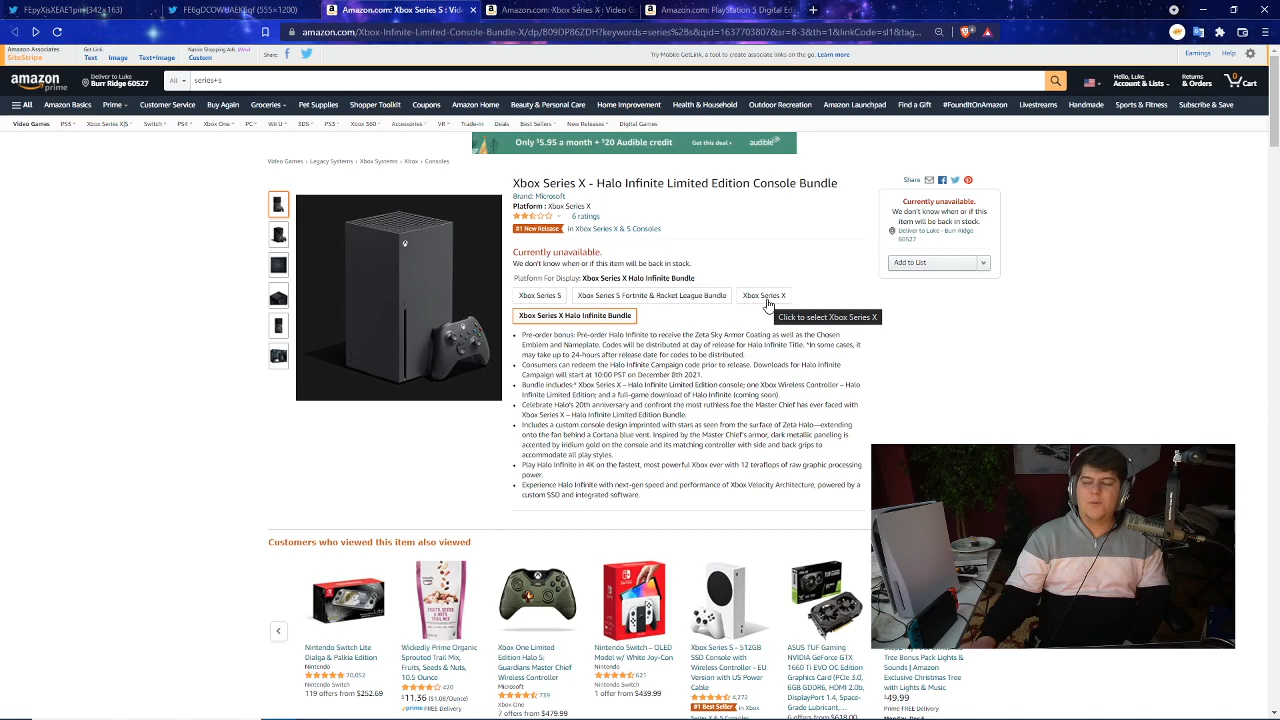 FEpyXisXEAE1pim(342×163)
FE6gDCOWUAEK6qf (555×1200)
Amazon.com: Xbox Series S : Vid
Amazon.com: Xbox Series X : Vide
Amazon.com: Xbox Series S : Vide
amazon.com/Xbox-Infinite-Limited-Console-Bundle-X/dp/B09DP86ZDH?keywords=series%2Bs&qid=1637703807&sr=8-3&th=1&linkCode=sl1&tag...
Amazon Associates
SiteStripe
Get Link:
Text Image Text+Image
Native Shopping Ads (New)
Custom
Share:
Try Mobile GetLink, a tool to create associate links on the go. Learn more
Earnings Help
amazon
prime
Deliver to Luke
Burr Ridge 60527
All
series+s
Hello, Luke
Account & Lists
Returns
& Orders
0
Cart
All Amazon Basics Prime Customer Service Buy Again Groceries Pet Supplies Shopper Toolkit Coupons Amazon Home Beauty & Personal Care Home Improvement Health & Household Outdoor Recreation Amazon Launchpad Find a Gift #FoundItOnAmazon Livestreams Handmade Sports & Fitness Subscribe & Save
Video Games PS5 Xbox Series X|S Switch PS4 Xbox One PC Wii U 3DS PS3 Xbox 360 Accessories VR Trade-in Deals Best Sellers New Releases Digital Games
Only $5.95 a month + $20 Audible credit Get this deal › audible
Video Games › Legacy Systems › Xbox Systems › Xbox › Consoles
Xbox Series X - Halo Infinite Limited Edition Console Bundle
Brand: Microsoft
Platform : Xbox Series X
6 ratings
#1 New Release in Xbox Series X & S Consoles
Currently unavailable.
We don't know when or if this item will be back in stock.
Platform For Display: Xbox Series X Halo Infinite Bundle
Xbox Series S
Xbox Series S Fortnite & Rocket League Bundle
Xbox Series X
Xbox Series X Halo Infinite Bundle
Click to select Xbox Series X
• Pre-order bonus: Pre-order Halo Infinite to receive the Zeta Sky Armor Coating as well as the Chosen
Emblem and Nameplate. Codes will be distributed at day of release for Halo Infinite Title. *In some cases, it
may take up to 24-hours after release date for codes to be distributed.
• Consumers can redeem the Halo Infinite Campaign code prior to release. Downloads for Halo Infinite
Campaign will start at 10:00 PST on December 8th 2021.
• Bundle includes:* Xbox Series X – Halo Infinite Limited Edition console; one Xbox Wireless Controller – Halo
Infinite Limited Edition; and a full-game download of Halo Infinite (coming soon).
• Celebrate Halo's 20th anniversary and confront the most ruthless foe the Master Chief has ever faced with
Xbox Series X – Halo Infinite Limited Edition Bundle.
• Includes a custom console design imprinted with stars as seen from the surface of Zeta Halo—extending
onto the fan behind a Cortana blue vent. Inspired by the Master Chief's armor, dark metallic paneling is
accented by iridium gold on the console and its matching controller with side and back grips to
accommodate all play styles.
• Play Halo Infinite in 4K on the fastest, most powerful Xbox ever with 12 teraflops of raw graphic processing
power.
• Experience Halo Infinite with next-gen speed and performance of Xbox Velocity Architecture, powered by a
custom SSD and integrated software.
Share
Currently unavailable.
We don't know when or if this
item will be back in stock.
Deliver to Luke - Burr Ridge
60527
Add to List
Customers who viewed this item also viewed
Nintendo Switch Lite
Dialga & Palkia Edition
Nintendo
70,052
Nintendo Switch
119 offers from $252.69
Wickedly Prime Organic
Sprouted Trail Mix,
Fruits, Seeds & Nuts,
10.5 Ounce
420
$11.36 ($1.08/Ounce)
prime FREE Delivery
Xbox One Limited
Edition Halo 5:
Guardians Master Chief
Wireless Controller
Microsoft
739
Xbox One
7 offers from $479.99
Nintendo Switch – OLED
Model w/ White Joy-Con
Nintendo
621
Nintendo Switch
1 offer from $439.99
Xbox Series S - 512GB
SSD Console with
Wireless Controller - EU
Version with US Power
Cable
4,272
#1 Best Seller in Xbox
Series X & S Consoles
ASUS TUF Gaming
NVIDIA GeForce GTX
1660 Ti EVO OC Edition
Graphics Card (PCIe 3.0,
6GB GDDR6, HDMI 2.0b,
DisplayPort 1.4, Space-
Grade Lubricant,...
6 offers from $618.00
Tree Bonus Pack Lights &
Sounds | Amazon
Exclusive Christmas Tree
with Lights & Music
$49.99
Prime FREE Delivery